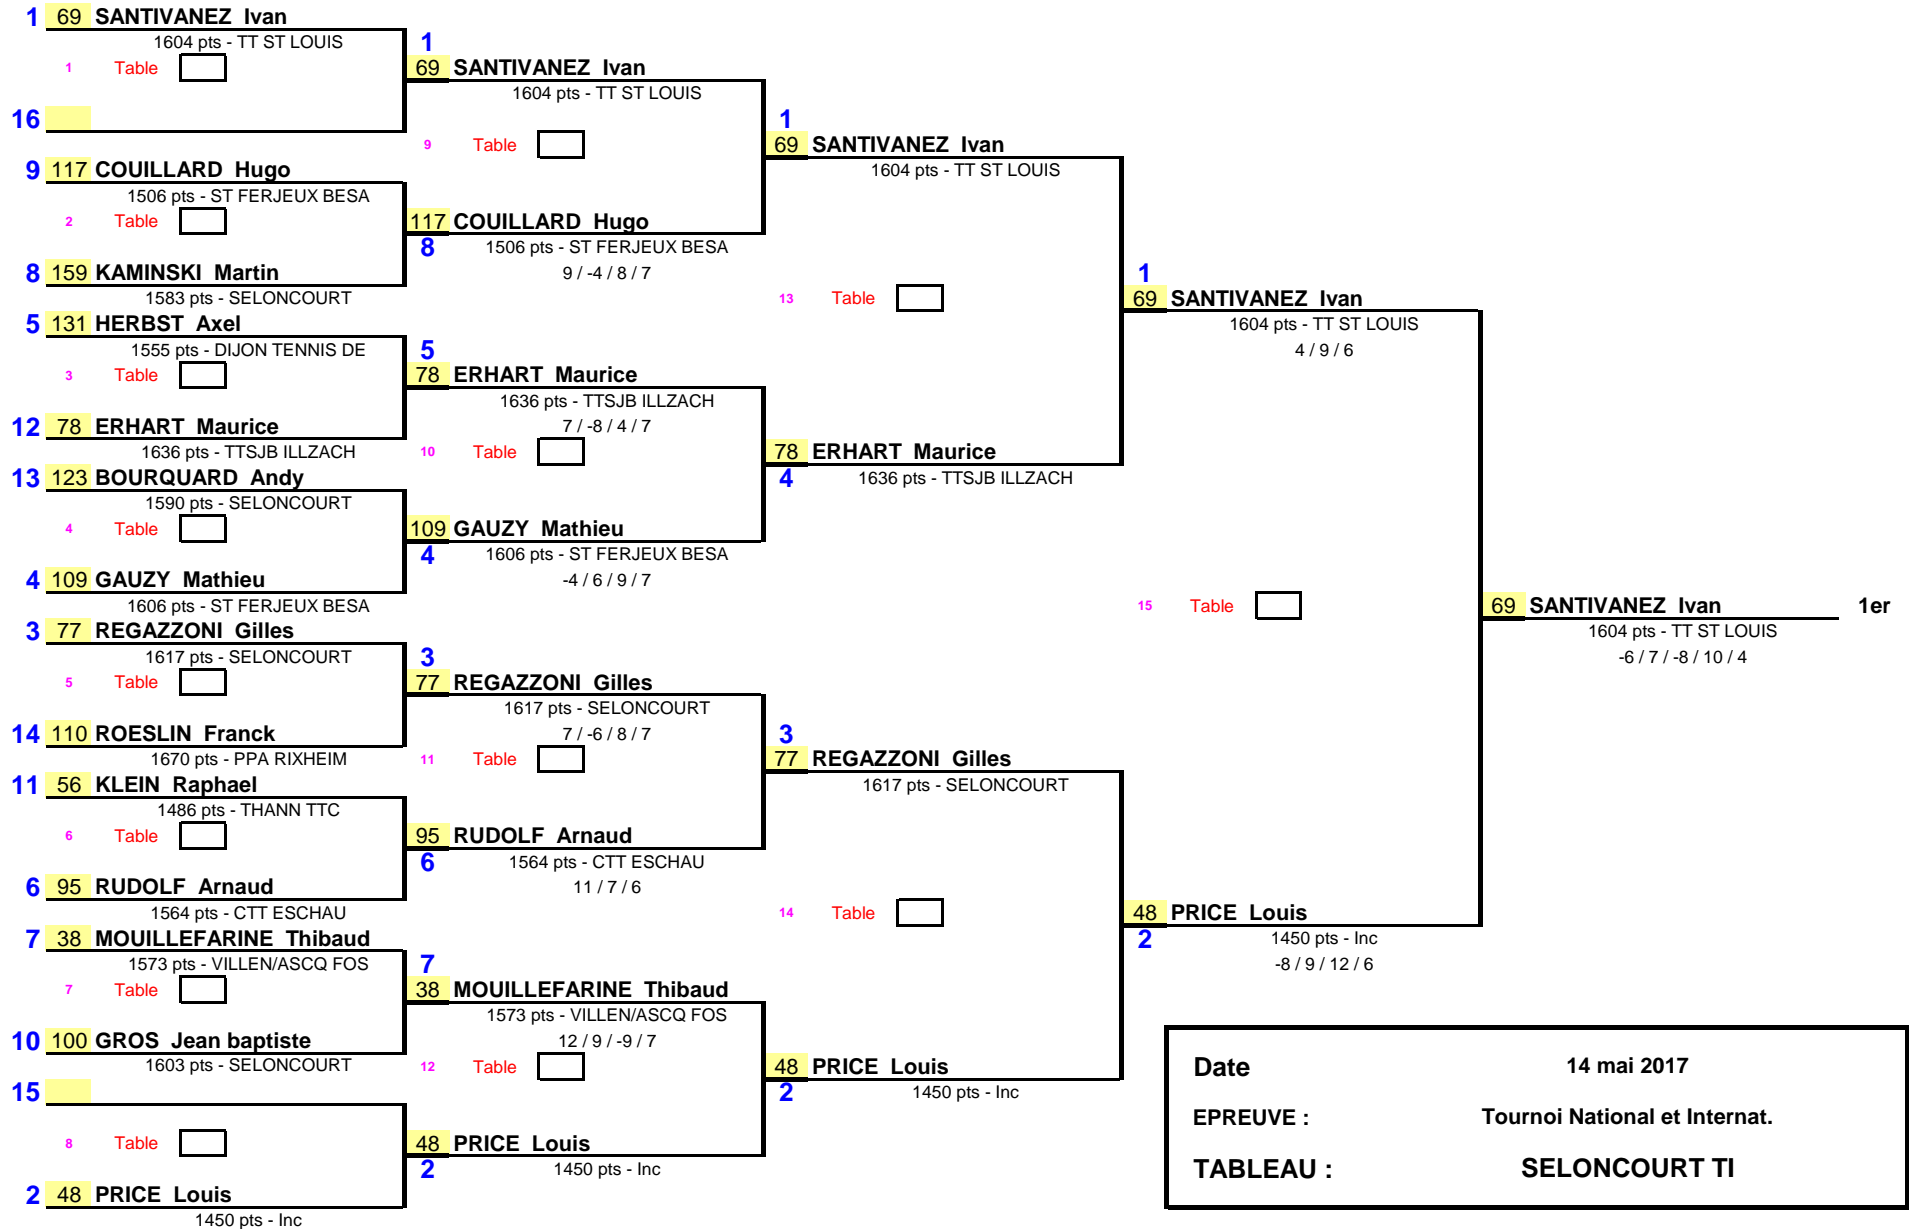 1 69 SANTIVANEZ Ivan
1604 pts - TT ST LOUIS
1 Table
16
9 117 COUILLARD Hugo
1506 pts - ST FERJEUX BESA
2 Table
8 159 KAMINSKI Martin
1583 pts - SELONCOURT
5 131 HERBST Axel
1555 pts - DIJON TENNIS DE
3 Table
12 78 ERHART Maurice
1636 pts - TTSJB ILLZACH
13 123 BOURQUARD Andy
1590 pts - SELONCOURT
4 Table
4 109 GAUZY Mathieu
1606 pts - ST FERJEUX BESA
3 77 REGAZZONI Gilles
1617 pts - SELONCOURT
5 Table
14 110 ROESLIN Franck
1670 pts - PPA RIXHEIM
11 56 KLEIN Raphael
1486 pts - THANN TTC
6 Table
6 95 RUDOLF Arnaud
1564 pts - CTT ESCHAU
7 38 MOUILLEFARINE Thibaud
1573 pts - VILLEN/ASCQ FOS
7 Table
10 100 GROS Jean baptiste
1603 pts - SELONCOURT
15
8 Table
2 48 PRICE Louis
1450 pts - Inc
1
69 SANTIVANEZ Ivan
1604 pts - TT ST LOUIS
9 Table
117 COUILLARD Hugo
8
1506 pts - ST FERJEUX BESA
9 / -4 / 8 / 7
5
78 ERHART Maurice
1636 pts - TTSJB ILLZACH
7 / -8 / 4 / 7
10 Table
109 GAUZY Mathieu
4
1606 pts - ST FERJEUX BESA
-4 / 6 / 9 / 7
3
77 REGAZZONI Gilles
1617 pts - SELONCOURT
7 / -6 / 8 / 7
11 Table
95 RUDOLF Arnaud
6
1564 pts - CTT ESCHAU
11 / 7 / 6
7
38 MOUILLEFARINE Thibaud
1573 pts - VILLEN/ASCQ FOS
12 / 9 / -9 / 7
12 Table
48 PRICE Louis
2
1450 pts - Inc
1
69 SANTIVANEZ Ivan
1604 pts - TT ST LOUIS
13 Table
78 ERHART Maurice
4
1636 pts - TTSJB ILLZACH
3
77 REGAZZONI Gilles
1617 pts - SELONCOURT
14 Table
48 PRICE Louis
2
1450 pts - Inc
1
69 SANTIVANEZ Ivan
1604 pts - TT ST LOUIS
4 / 9 / 6
15 Table
48 PRICE Louis
2
1450 pts - Inc
-8 / 9 / 12 / 6
69 SANTIVANEZ Ivan 1er
1604 pts - TT ST LOUIS
-6 / 7 / -8 / 10 / 4
Date 14 mai 2017
EPREUVE : Tournoi National et Internat.
TABLEAU : SELONCOURT TI